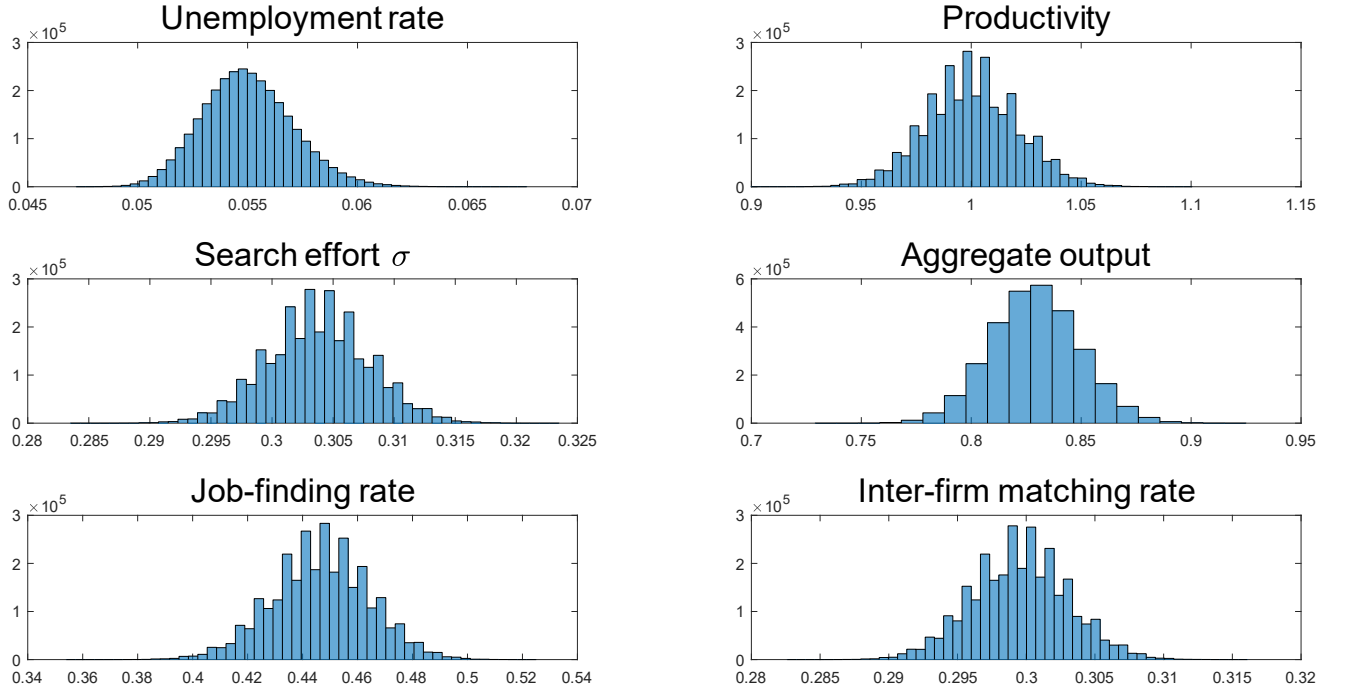 Unemployment rate
× 10^5
3
2
1
0
0.045 0.05 0.055 0.06 0.065 0.07
Productivity
× 10^5
3
2
1
0
0.9 0.95 1 1.05 1.1 1.15
Search effort σ
× 10^5
3
2
1
0
0.28 0.285 0.29 0.295 0.3 0.305 0.31 0.315 0.32 0.325
Aggregate output
× 10^5
6
4
2
0
0.7 0.75 0.8 0.85 0.9 0.95
Job-finding rate
× 10^5
3
2
1
0
0.34 0.36 0.38 0.4 0.42 0.44 0.46 0.48 0.5 0.52 0.54
Inter-firm matching rate
× 10^5
3
2
1
0
0.28 0.285 0.29 0.295 0.3 0.305 0.31 0.315 0.32